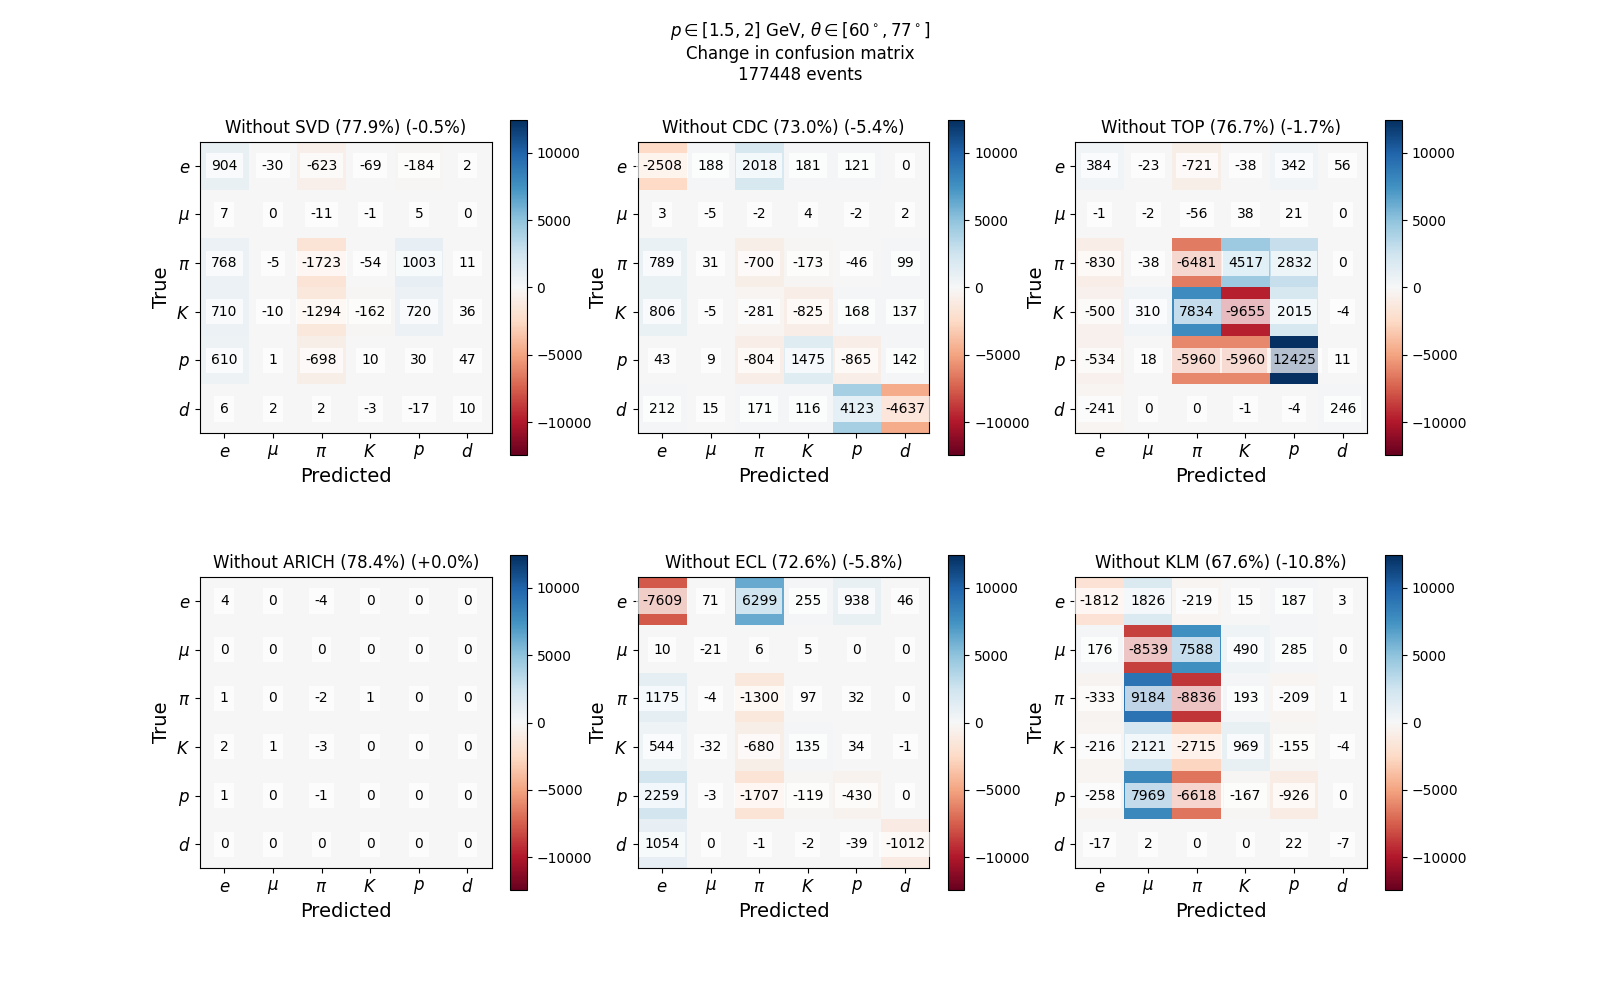 p ∈ [1.5, 2] GeV, θ ∈ [60°, 77°]
Change in confusion matrix
177448 events
Without SVD (77.9%) (-0.5%)
True
e 904 -30 -623 -69 -184 2
μ 7 0 -11 -1 5 0
π 768 -5 -1723 -54 1003 11
K 710 -10 -1294 -162 720 36
p 610 1 -698 10 30 47
d 6 2 2 -3 -17 10
e μ π K p d
Predicted
10000
5000
0
−5000
−10000
Without CDC (73.0%) (-5.4%)
True
e -2508 188 2018 181 121 0
μ 3 -5 -2 4 -2 2
π 789 31 -700 -173 -46 99
K 806 -5 -281 -825 168 137
p 43 9 -804 1475 -865 142
d 212 15 171 116 4123 -4637
e μ π K p d
Predicted
10000
5000
0
−5000
−10000
Without TOP (76.7%) (-1.7%)
True
e 384 -23 -721 -38 342 56
μ -1 -2 -56 38 21 0
π -830 -38 -6481 4517 2832 0
K -500 310 7834 -9655 2015 -4
p -534 18 -5960 -5960 12425 11
d -241 0 0 -1 -4 246
e μ π K p d
Predicted
10000
5000
0
−5000
−10000
Without ARICH (78.4%) (+0.0%)
True
e 4 0 -4 0 0 0
μ 0 0 0 0 0 0
π 1 0 -2 1 0 0
K 2 1 -3 0 0 0
p 1 0 -1 0 0 0
d 0 0 0 0 0 0
e μ π K p d
Predicted
10000
5000
0
−5000
−10000
Without ECL (72.6%) (-5.8%)
True
e -7609 71 6299 255 938 46
μ 10 -21 6 5 0 0
π 1175 -4 -1300 97 32 0
K 544 -32 -680 135 34 -1
p 2259 -3 -1707 -119 -430 0
d 1054 0 -1 -2 -39 -1012
e μ π K p d
Predicted
10000
5000
0
−5000
−10000
Without KLM (67.6%) (-10.8%)
True
e -1812 1826 -219 15 187 3
μ 176 -8539 7588 490 285 0
π -333 9184 -8836 193 -209 1
K -216 2121 -2715 969 -155 -4
p -258 7969 -6618 -167 -926 0
d -17 2 0 0 22 -7
e μ π K p d
Predicted
10000
5000
0
−5000
−10000